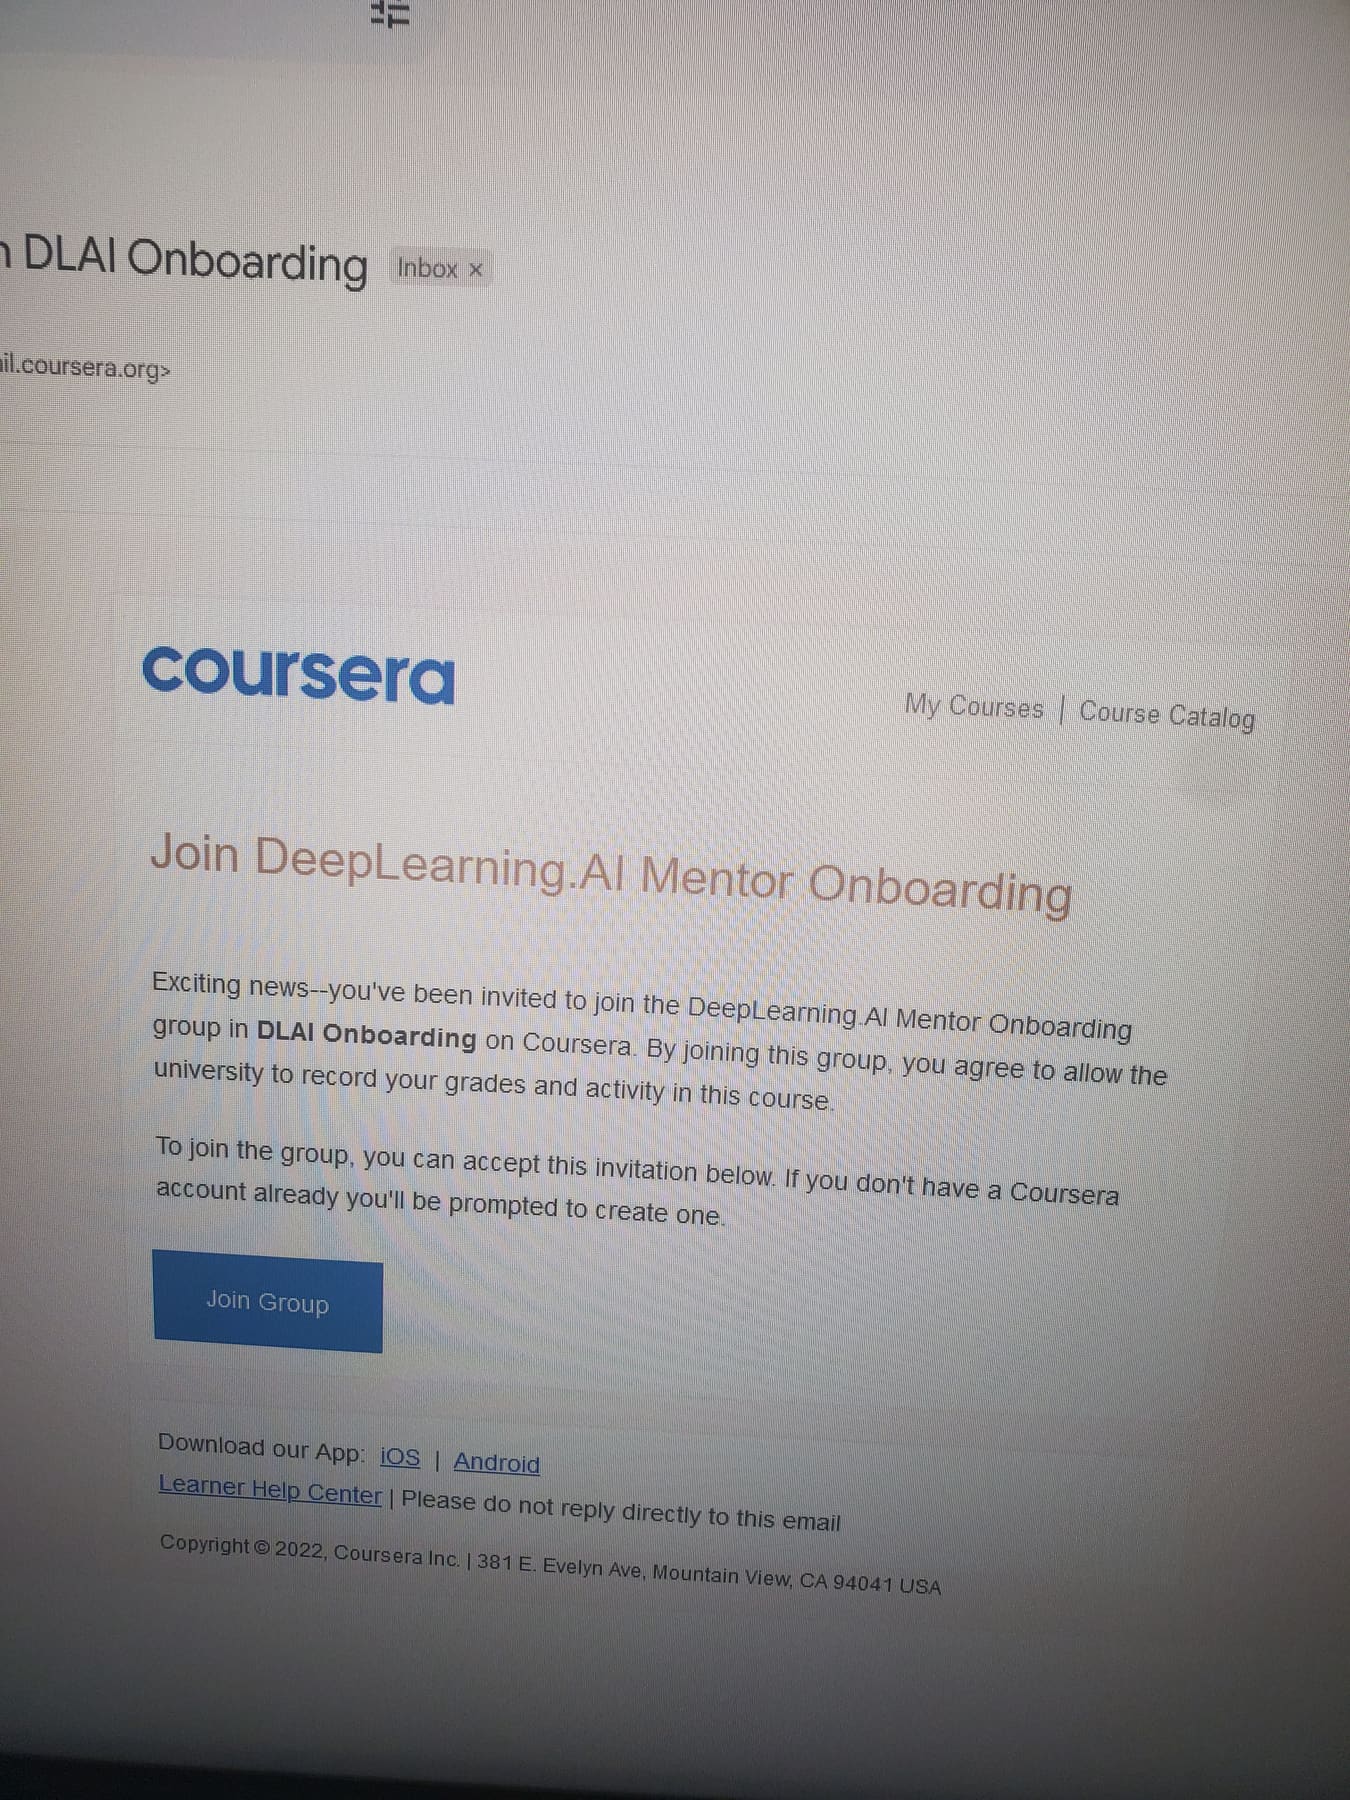 DLAI Onboarding Inbox ×
il.coursera.org>
coursera
My Courses | Course Catalog
Join DeepLearning.AI Mentor Onboarding
Exciting news--you've been invited to join the DeepLearning.AI Mentor Onboarding
group in DLAI Onboarding on Coursera. By joining this group, you agree to allow the
university to record your grades and activity in this course.
To join the group, you can accept this invitation below. If you don't have a Coursera
account already you'll be prompted to create one.
Join Group
Download our App: iOS | Android
Learner Help Center | Please do not reply directly to this email
Copyright © 2022, Coursera Inc. | 381 E. Evelyn Ave, Mountain View, CA 94041 USA